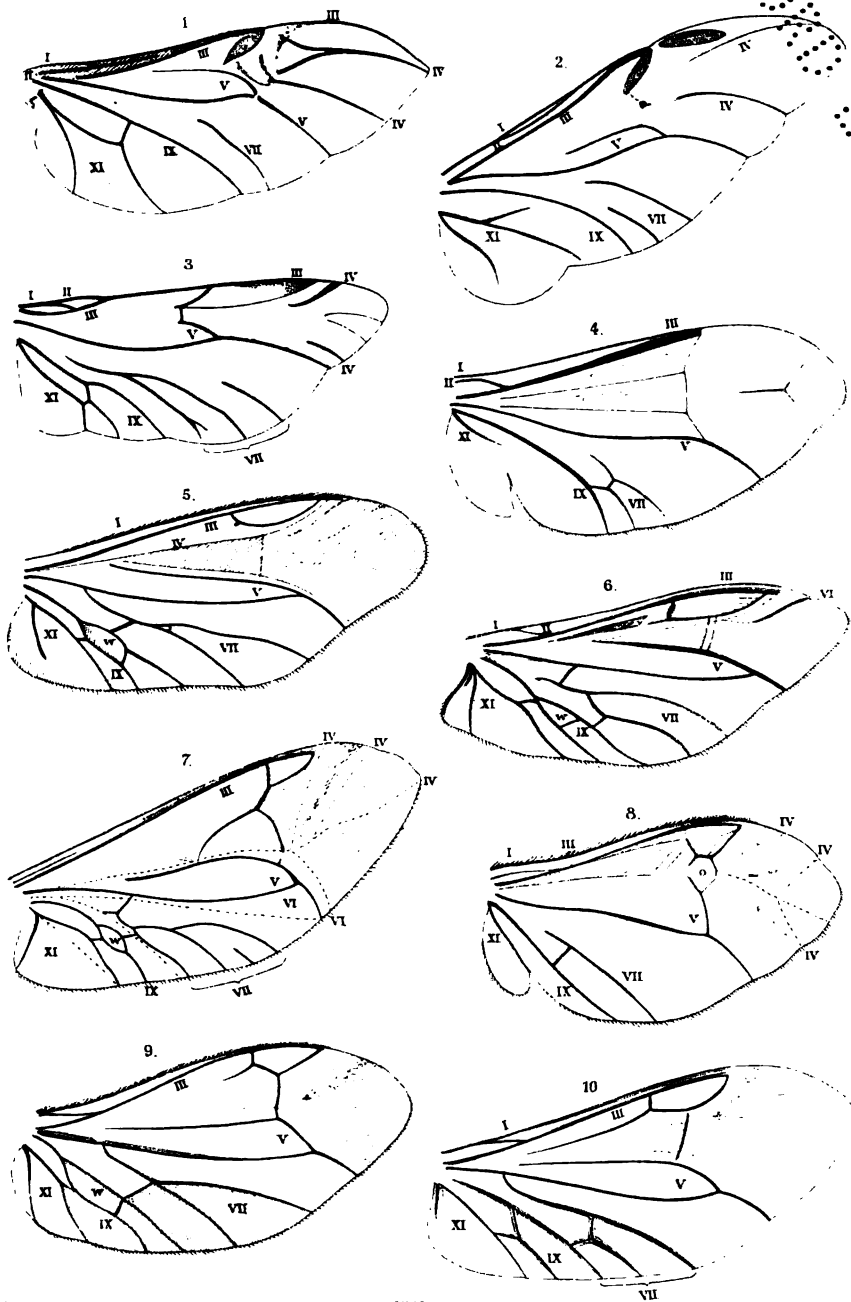 1
I III III
II IV
V
V IV
VII
XI IX
2.
IV
I IV
III
II V
VII
XI IX
3
I II III IV
III
V
IV
XI IX
VII
4.
III
I
II
XI V
IX VII
5.
I III
IV
V
XI w VII
IX
6
III
VI
I II
V
XI w VII
IX
7.
IV IV
III IV
V
VI
VI
w
XI
IX VII
8
IV
I III IV
o
V
XI IV
VII
IX
9.
III
V
XI w
IX VII
10
III
I
V
XI IX
VII